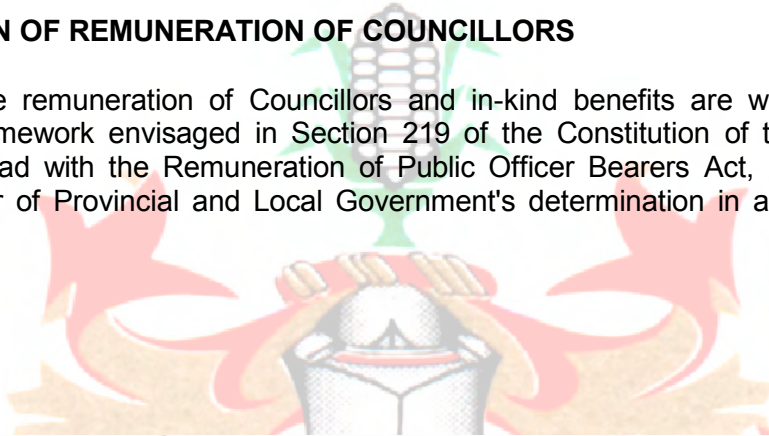 N OF REMUNERATION OF COUNCILLORS
e remuneration of Councillors and in-kind benefits are w
mework envisaged in Section 219 of the Constitution of t
ad with the Remuneration of Public Officer Bearers Act,
r of Provincial and Local Government's determination in a